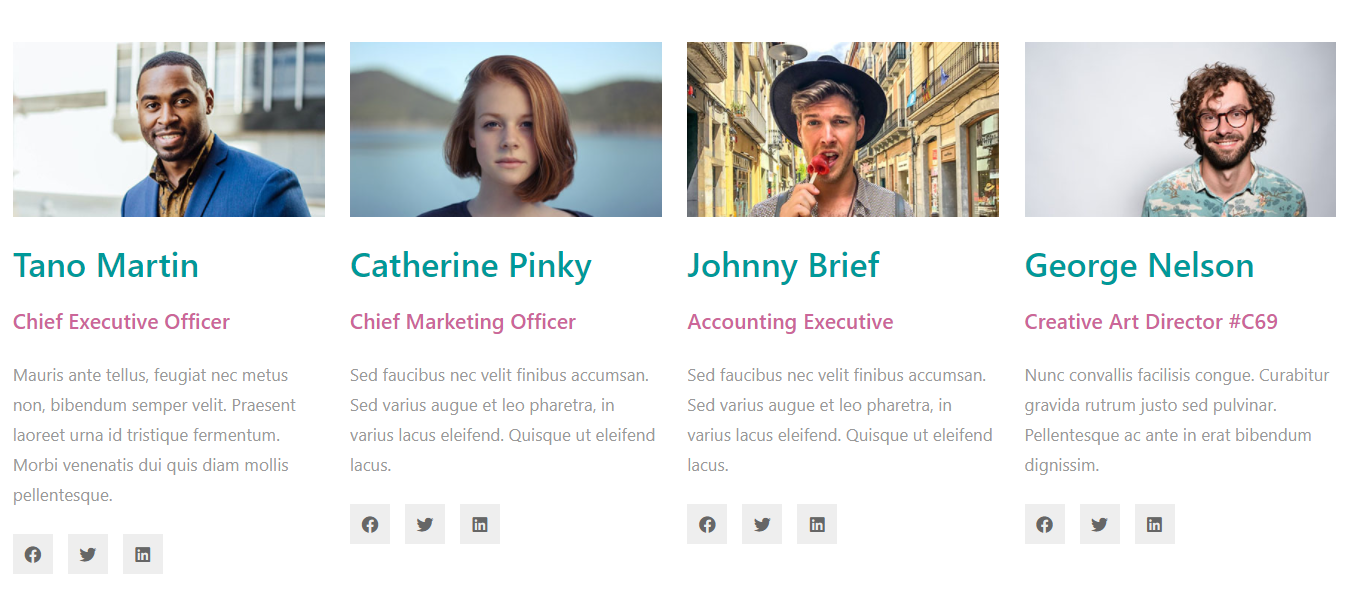 Tano Martin
Chief Executive Officer
Mauris ante tellus, feugiat nec metus
non, bibendum semper velit. Praesent
laoreet urna id tristique fermentum.
Morbi venenatis dui quis diam mollis
pellentesque.
Catherine Pinky
Chief Marketing Officer
Sed faucibus nec velit finibus accumsan.
Sed varius augue et leo pharetra, in
varius lacus eleifend. Quisque ut eleifend
lacus.
Johnny Brief
Accounting Executive
Sed faucibus nec velit finibus accumsan.
Sed varius augue et leo pharetra, in
varius lacus eleifend. Quisque ut eleifend
lacus.
George Nelson
Creative Art Director #C69
Nunc convallis facilisis congue. Curabitur
gravida rutrum justo sed pulvinar.
Pellentesque ac ante in erat bibendum
dignissim.